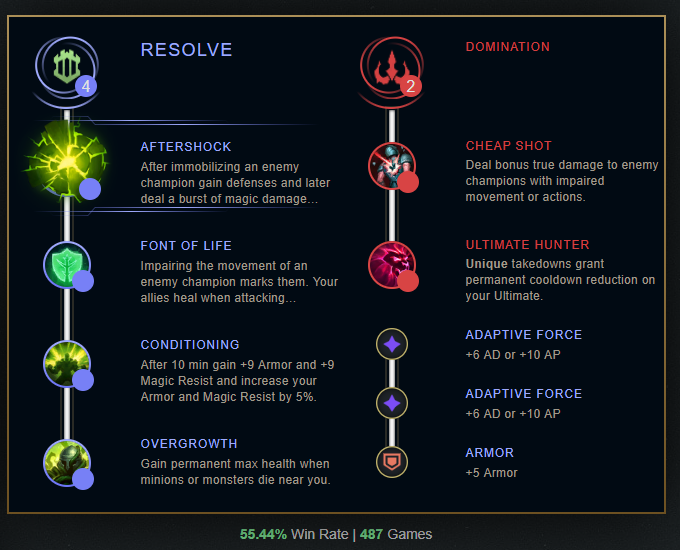 RESOLVE
4
AFTERSHOCK
After immobilizing an enemy
champion gain defenses and later
deal a burst of magic damage...
FONT OF LIFE
Impairing the movement of an
enemy champion marks them. Your
allies heal when attacking...
CONDITIONING
After 10 min gain +9 Armor and +9
Magic Resist and increase your
Armor and Magic Resist by 5%.
OVERGROWTH
Gain permanent max health when
minions or monsters die near you.
DOMINATION
2
CHEAP SHOT
Deal bonus true damage to enemy
champions with impaired
movement or actions.
ULTIMATE HUNTER
Unique takedowns grant
permanent cooldown reduction on
your Ultimate.
ADAPTIVE FORCE
+6 AD or +10 AP
ADAPTIVE FORCE
+6 AD or +10 AP
ARMOR
+5 Armor
55.44% Win Rate | 487 Games